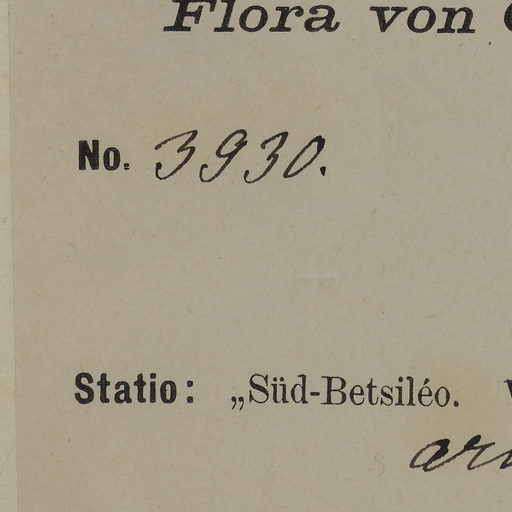 Flora von
No. 3930.
Statio: „Süd-Betsiléo.